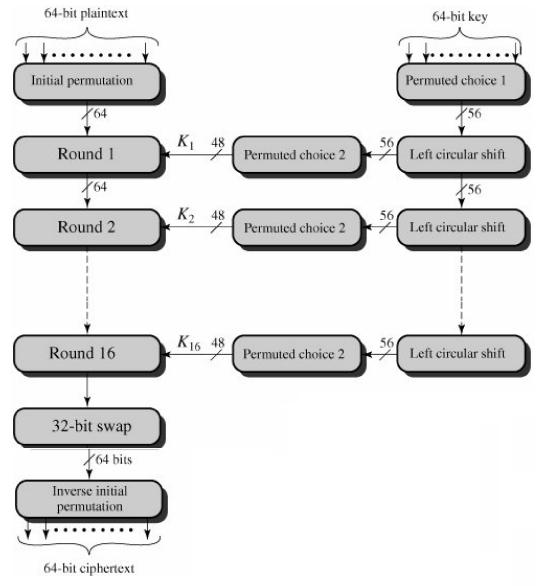 64-bit plaintext
64-bit key
Initial permutation
Permuted choice 1
64
56
Round 1
K1
48
Permuted choice 2
56
Left circular shift
64
56
Round 2
K2
48
Permuted choice 2
56
Left circular shift
Round 16
K16
48
Permuted choice 2
56
Left circular shift
32-bit swap
64 bits
Inverse initial
permutation
64-bit ciphertext